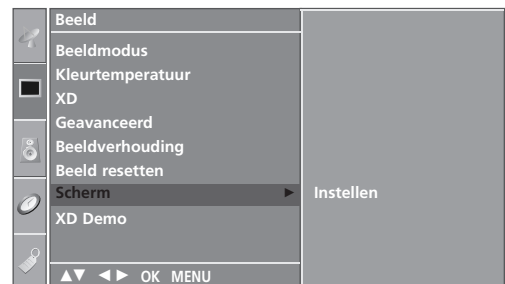 Beeld
Beeldmodus
Kleurtemperatuur
XD
Geavanceerd
Beeldverhouding
Beeld resetten
Scherm ► Instellen
XD Demo
▲▼ ◄► OK MENU